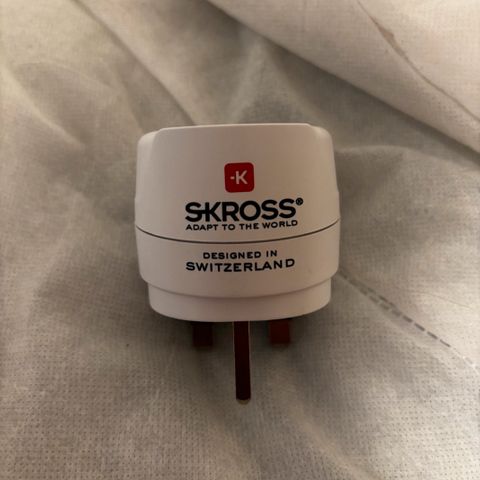 -K
SKROSS®
ADAPT TO THE WORLD
DESIGNED IN
SWITZERLAND